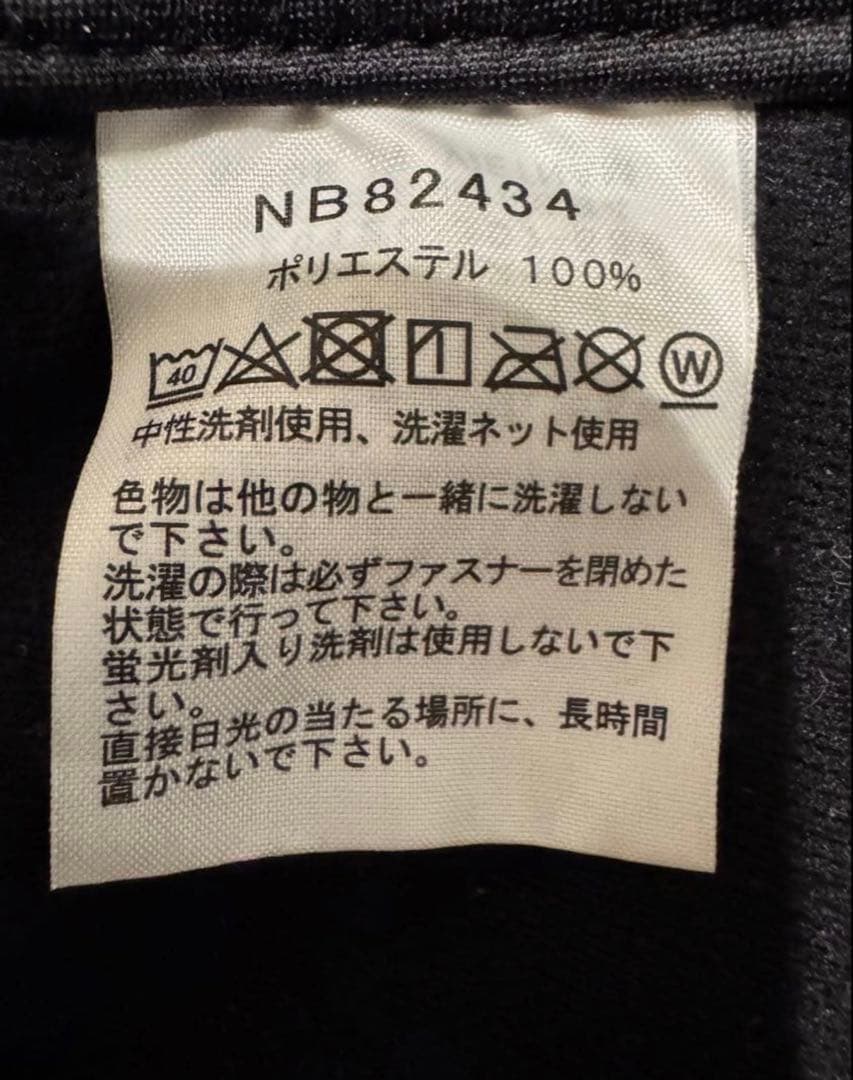 NB82434
ポリエステル 100%
40 W
中性洗剤使用、洗濯ネット使用
色物は他の物と一緒に洗濯しない
で下さい。
洗濯の際は必ずファスナーを閉めた
状態で行って下さい。
蛍光剤入り洗剤は使用しないで下
さい。
直接日光の当たる場所に、長時間
置かないで下さい。